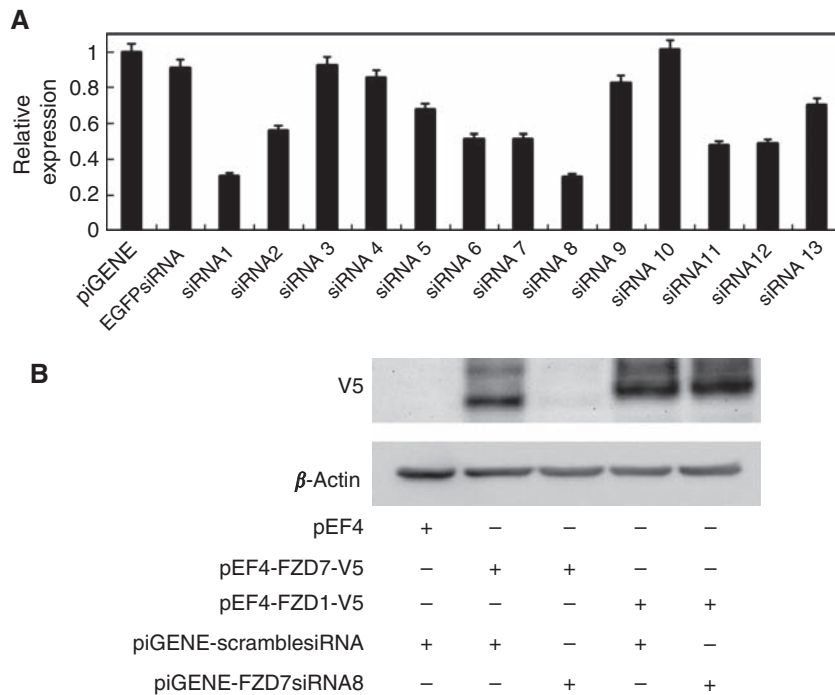 A
Relative
expression
1
0.8
0.6
0.4
0.2
0
piGENE
EGFPsiRNA
siRNA1
siRNA2
siRNA 3
siRNA 4
siRNA 5
siRNA 6
siRNA 7
siRNA 8
siRNA 9
siRNA 10
siRNA11
siRNA12
siRNA 13
B
V5
β-Actin
pEF4 + – – – –
pEF4-FZD7-V5 – + + – –
pEF4-FZD1-V5 – – – + +
piGENE-scramblesiRNA + + – + –
piGENE-FZD7siRNA8 – – + – +